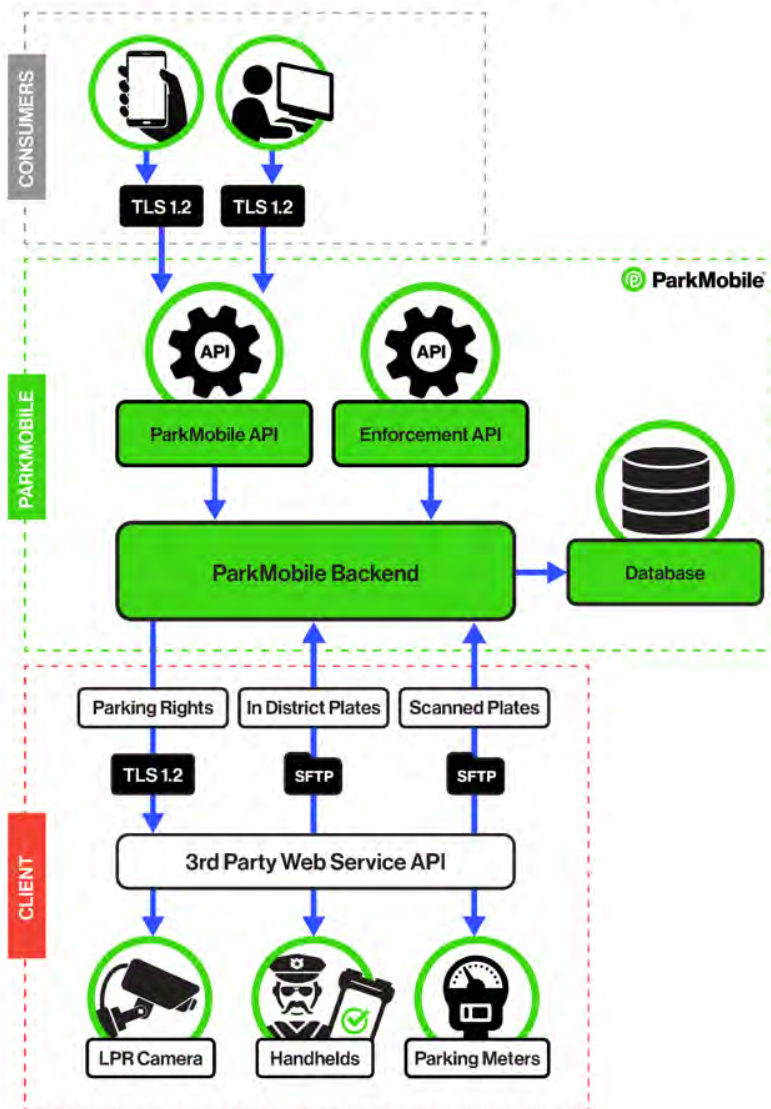 CONSUMERS
TLS 1.2
TLS 1.2
ParkMobile
PARKMOBILE
API
API
ParkMobile API
Enforcement API
ParkMobile Backend
Database
Parking Rights
In District Plates
Scanned Plates
TLS 1.2
SFTP
SFTP
CLIENT
3rd Party Web Service API
LPR Camera
Handhelds
Parking Meters